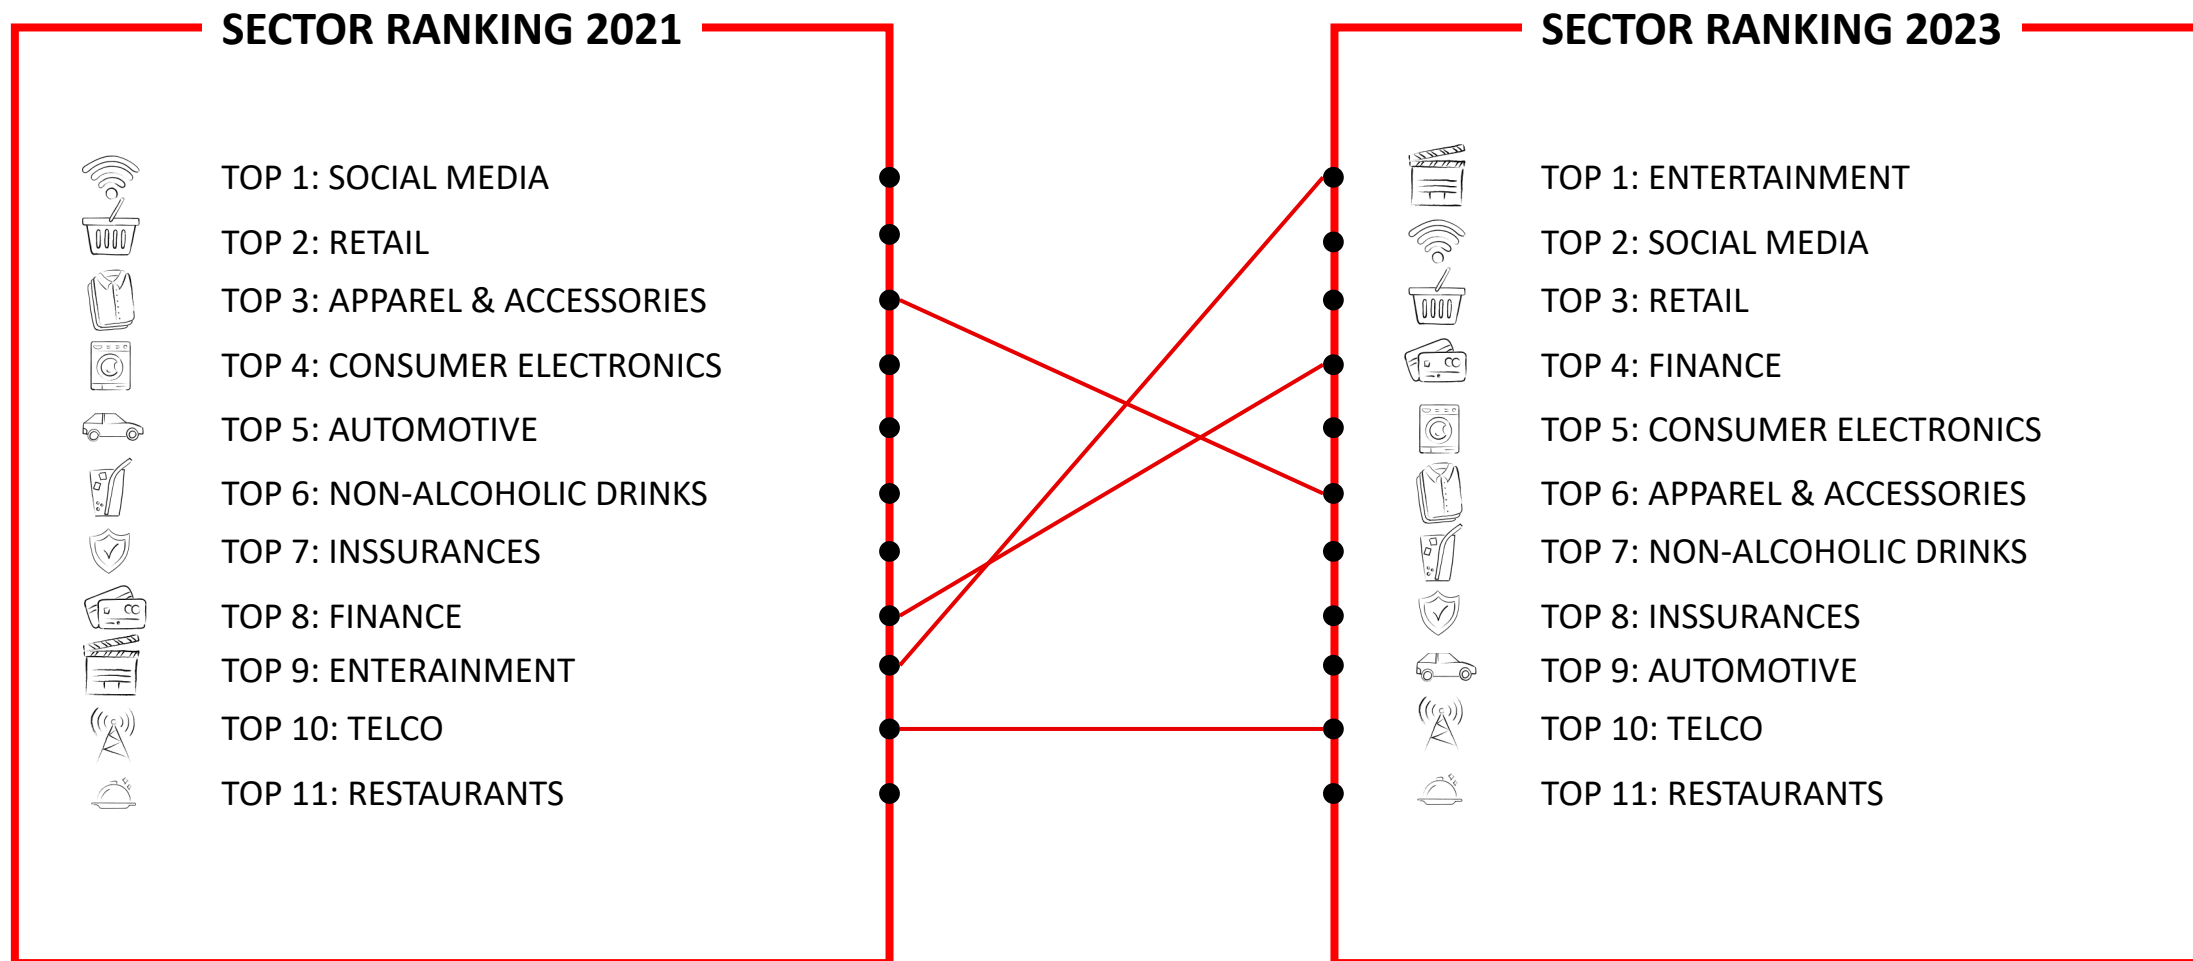 SECTOR RANKING 2021
TOP 1: SOCIAL MEDIA
TOP 2: RETAIL
TOP 3: APPAREL & ACCESSORIES
TOP 4: CONSUMER ELECTRONICS
TOP 5: AUTOMOTIVE
TOP 6: NON-ALCOHOLIC DRINKS
TOP 7: INSSURANCES
TOP 8: FINANCE
TOP 9: ENTERAINMENT
TOP 10: TELCO
TOP 11: RESTAURANTS
SECTOR RANKING 2023
TOP 1: ENTERTAINMENT
TOP 2: SOCIAL MEDIA
TOP 3: RETAIL
TOP 4: FINANCE
TOP 5: CONSUMER ELECTRONICS
TOP 6: APPAREL & ACCESSORIES
TOP 7: NON-ALCOHOLIC DRINKS
TOP 8: INSSURANCES
TOP 9: AUTOMOTIVE
TOP 10: TELCO
TOP 11: RESTAURANTS